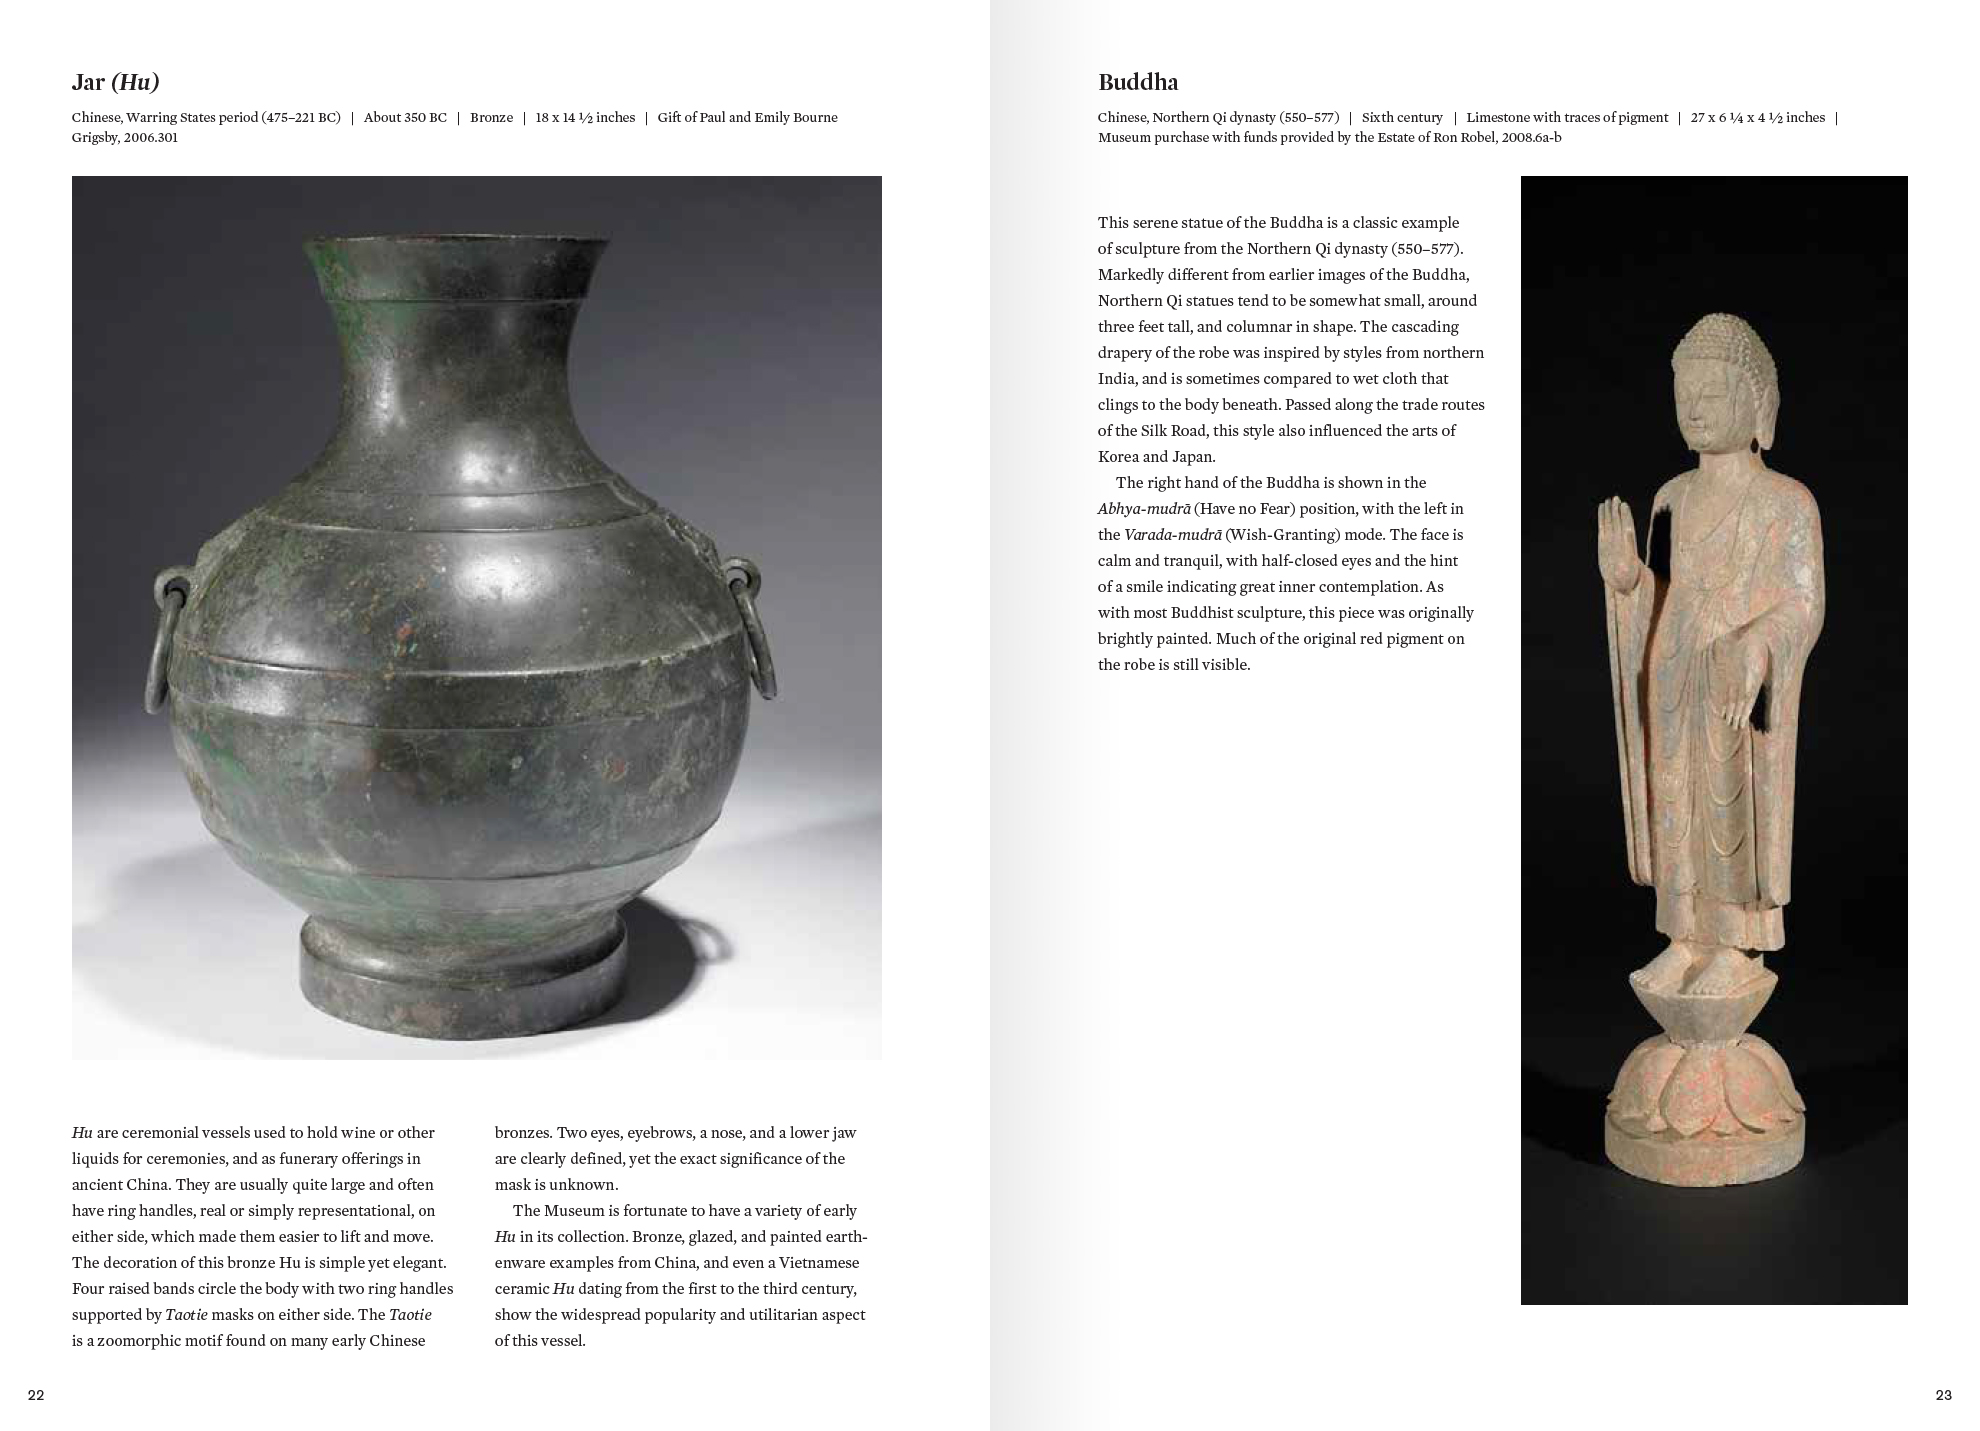 Jar (Hu)
Chinese, Warring States period (475–221 BC) | About 350 BC | Bronze | 18 x 14 ½ inches | Gift of Paul and Emily Bourne
Grigsby, 2006.301
Hu are ceremonial vessels used to hold wine or other
liquids for ceremonies, and as funerary offerings in
ancient China. They are usually quite large and often
have ring handles, real or simply representational, on
either side, which made them easier to lift and move.
The decoration of this bronze Hu is simple yet elegant.
Four raised bands circle the body with two ring handles
supported by Taotie masks on either side. The Taotie
is a zoomorphic motif found on many early Chinese
bronzes. Two eyes, eyebrows, a nose, and a lower jaw
are clearly defined, yet the exact significance of the
mask is unknown.
The Museum is fortunate to have a variety of early
Hu in its collection. Bronze, glazed, and painted earth-
enware examples from China, and even a Vietnamese
ceramic Hu dating from the first to the third century,
show the widespread popularity and utilitarian aspect
of this vessel.
22
Buddha
Chinese, Northern Qi dynasty (550–577) | Sixth century | Limestone with traces of pigment | 27 x 6 ¼ x 4 ½ inches |
Museum purchase with funds provided by the Estate of Ron Robel, 2008.6a-b
This serene statue of the Buddha is a classic example
of sculpture from the Northern Qi dynasty (550–577).
Markedly different from earlier images of the Buddha,
Northern Qi statues tend to be somewhat small, around
three feet tall, and columnar in shape. The cascading
drapery of the robe was inspired by styles from northern
India, and is sometimes compared to wet cloth that
clings to the body beneath. Passed along the trade routes
of the Silk Road, this style also influenced the arts of
Korea and Japan.
The right hand of the Buddha is shown in the
Abhya-mudrā (Have no Fear) position, with the left in
the Varada-mudrā (Wish-Granting) mode. The face is
calm and tranquil, with half-closed eyes and the hint
of a smile indicating great inner contemplation. As
with most Buddhist sculpture, this piece was originally
brightly painted. Much of the original red pigment on
the robe is still visible.
23